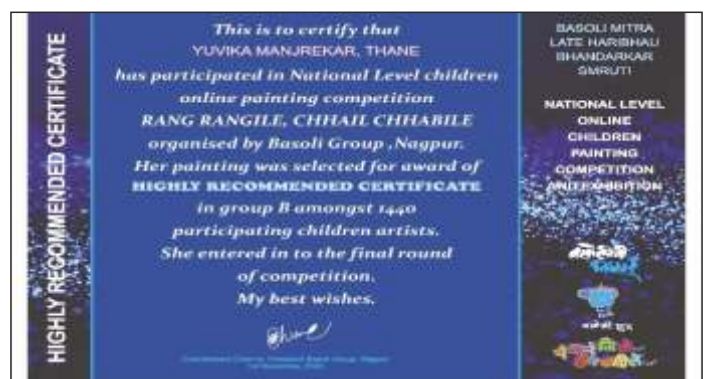 HIGHLY RECOMMENDED CERTIFICATE
This is to certify that
YUVIKA MANJREKAR, THANE
has participated in National Level children
online painting competition
RANG RANGILE, CHHAIL CHHABILE
organised by Basoli Group ,Nagpur.
Her painting was selected for award of
HIGHLY RECOMMENDED CERTIFICATE
in group B amongst 1440
participating children artists.
She entered in to the final round
of competition.
My best wishes.
BASOLI MITRA
LATE HARIBHAU
BHANDARKAR
SMRUTI
NATIONAL LEVEL
ONLINE
CHILDREN
PAINTING
COMPETITION
AND EXHIBITION